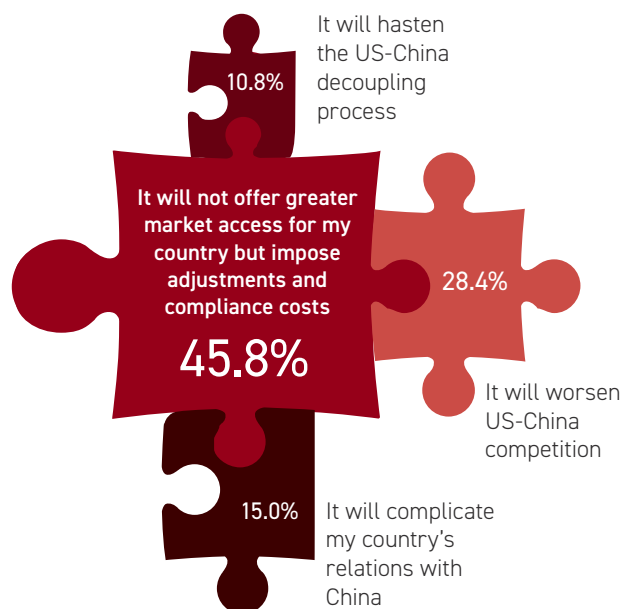 It will hasten
the US-China
decoupling
process
10.8%
It will not offer greater
market access for my
country but impose
adjustments and
compliance costs
45.8%
28.4%
It will worsen
US-China
competition
15.0%
It will complicate
my country's
relations with
China